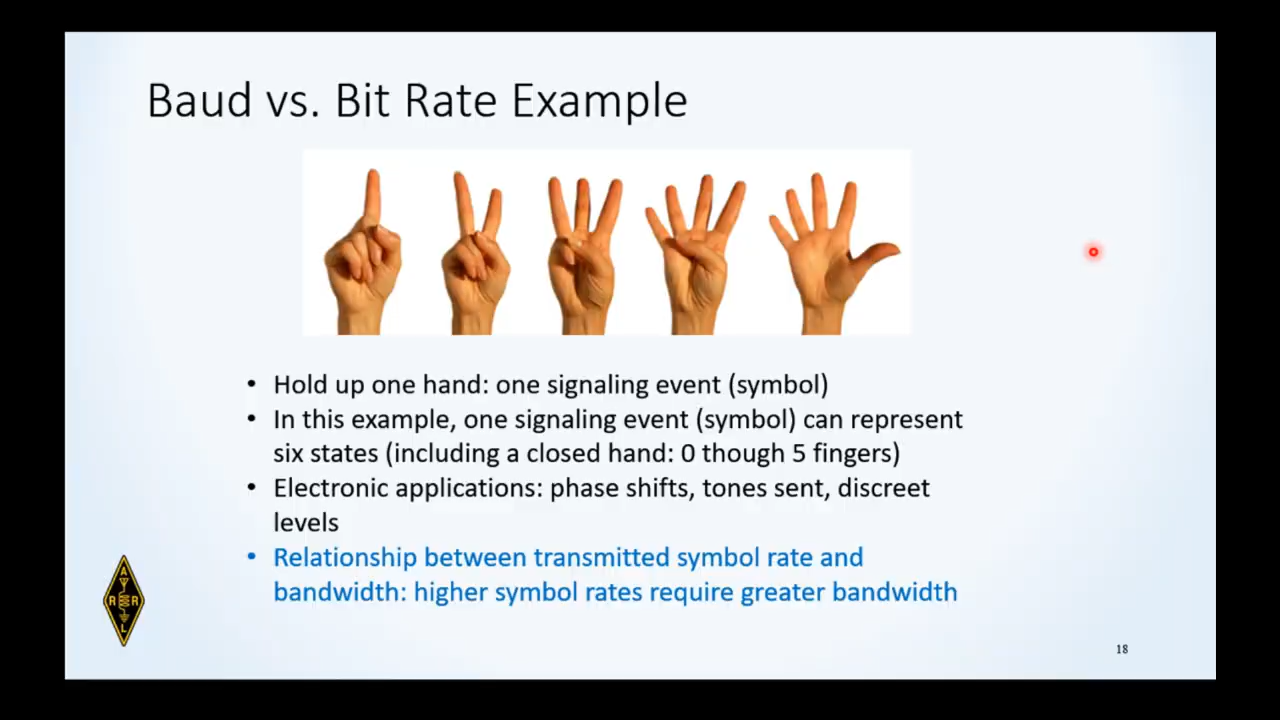 Baud vs. Bit Rate Example
• Hold up one hand: one signaling event (symbol)
• In this example, one signaling event (symbol) can represent
six states (including a closed hand: 0 though 5 fingers)
• Electronic applications: phase shifts, tones sent, discreet
levels
• Relationship between transmitted symbol rate and
bandwidth: higher symbol rates require greater bandwidth
A
R R
L
18